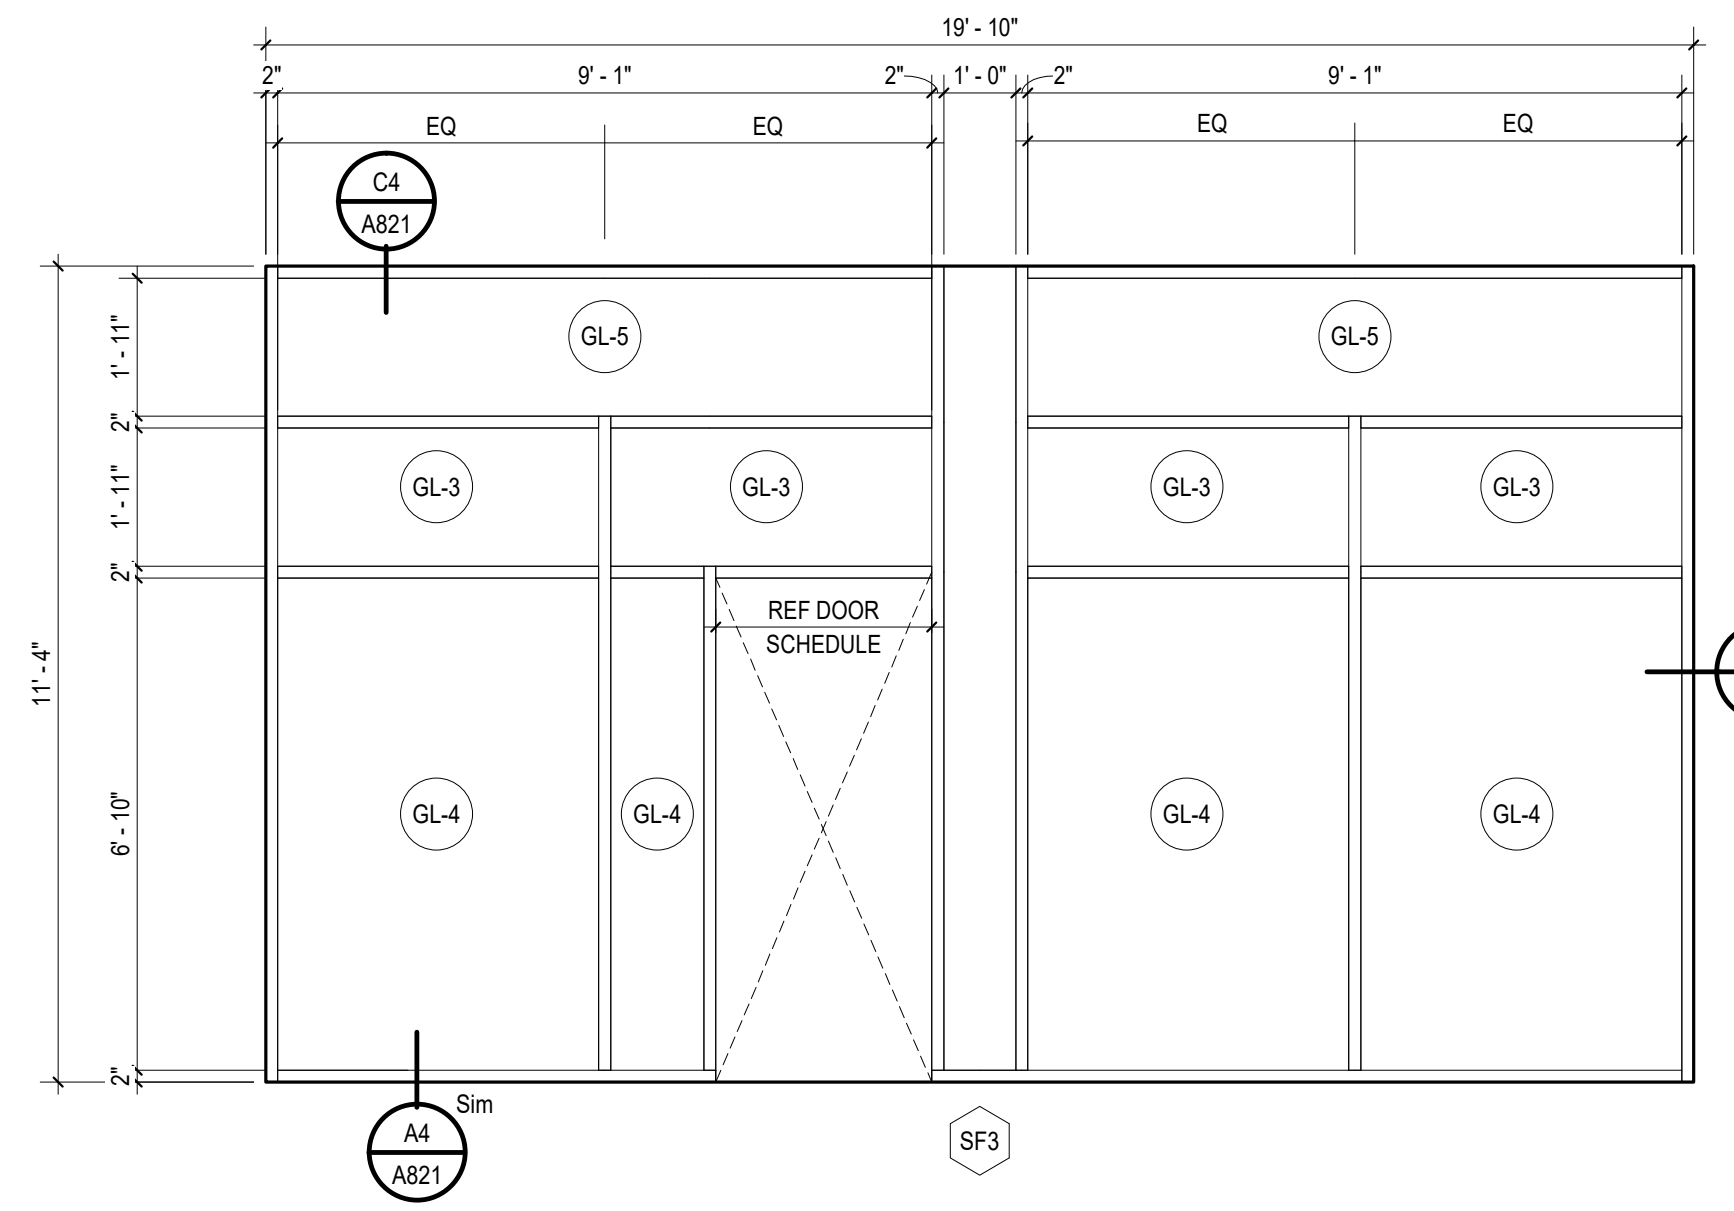 19' - 10"
2" 9' - 1" 2" 1' - 0" 2" 9' - 1"
EQ EQ EQ EQ
C4
A821
GL-5 GL-5
1' - 11"
2"
GL-3 GL-3 GL-3 GL-3
1' - 11"
2"
REF DOOR
SCHEDULE
11' - 4"
6' - 10"
GL-4 GL-4 GL-4 GL-4
2"
Sim
A4
A821
SF3